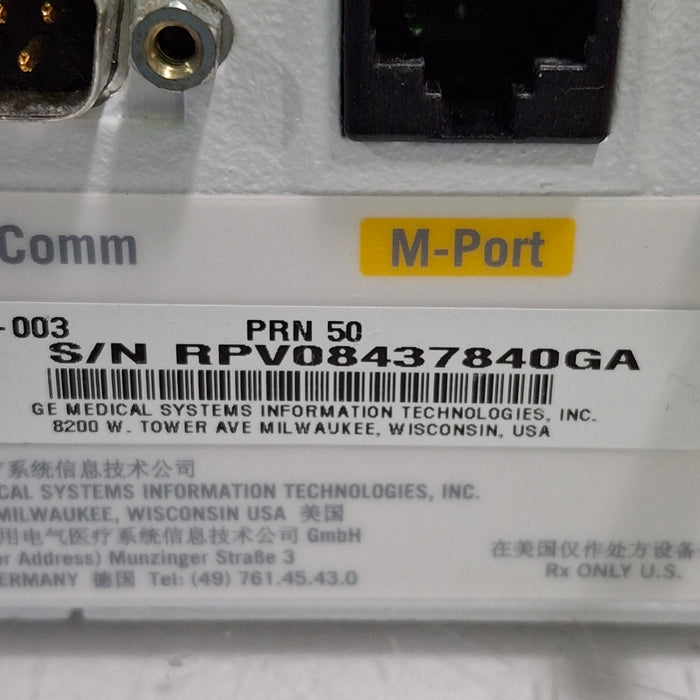 Comm
M-Port
-003 PRN 50
S/N RPV08437840GA
GE MEDICAL SYSTEMS INFORMATION TECHNOLOGIES, INC.
8200 W. TOWER AVE MILWAUKEE, WISCONSIN, USA
系统信息技术公司
CAL SYSTEMS INFORMATION TECHNOLOGIES, INC.
MILWAUKEE, WISCONSIN USA 美国
用电气医疗系统信息技术公司 GmbH
r Address) Munzinger Straße 3
ERMANY 德国 Tel: (49) 761.45.43.0
在美国仅作处方设备
Rx ONLY U.S.